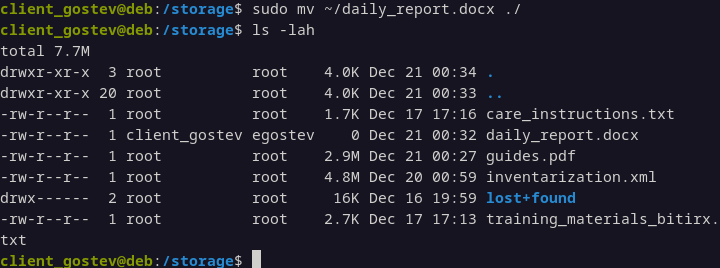 client_gostev@deb:/storage$ sudo mv ~/daily_report.docx ./
client_gostev@deb:/storage$ ls -lah
total 7.7M
drwxr-xr-x  3 root          root    4.0K Dec 21 00:34 .
drwxr-xr-x 20 root          root    4.0K Dec 21 00:33 ..
-rw-r--r--  1 root          root    1.7K Dec 17 17:16 care_instructions.txt
-rw-r--r--  1 client_gostev egostev    0 Dec 21 00:32 daily_report.docx
-rw-r--r--  1 root          root    2.9M Dec 21 00:27 guides.pdf
-rw-r--r--  1 root          root    4.8M Dec 20 00:59 inventarization.xml
drwx------  2 root          root     16K Dec 16 19:59 lost+found
-rw-r--r--  1 root          root    2.7K Dec 17 17:13 training_materials_bitirx.
txt
client_gostev@deb:/storage$